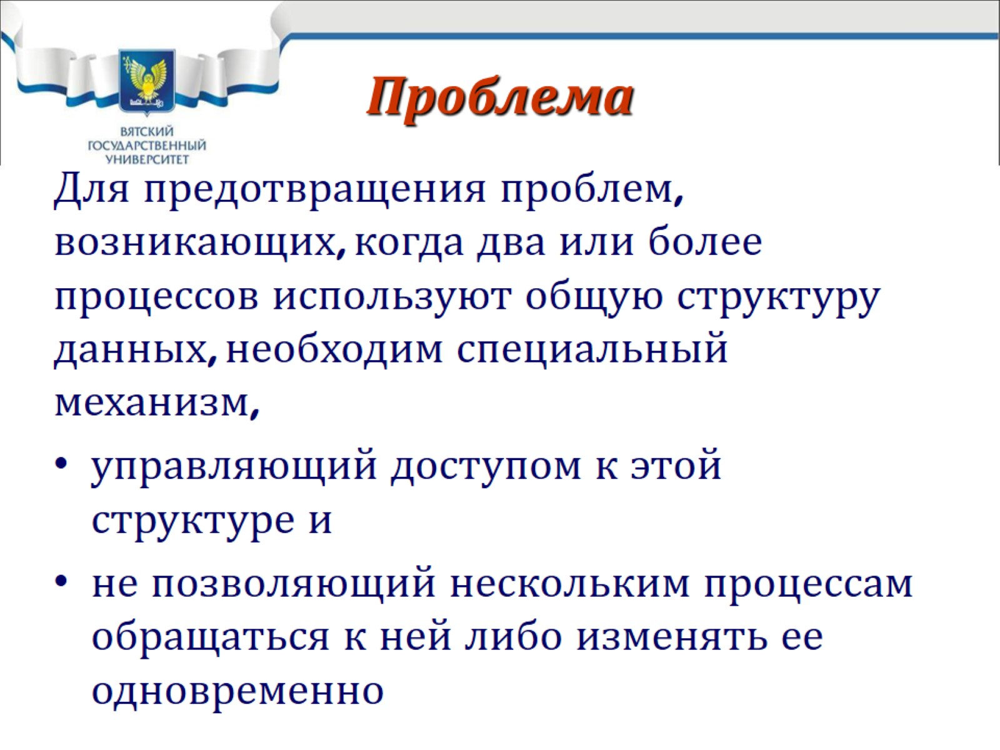 Проблема
ВЯТСКИЙ
ГОСУДАРСТВЕННЫЙ
УНИВЕРСИТЕТ
Для предотвращения проблем,
возникающих, когда два или более
процессов используют общую структуру
данных, необходим специальный
механизм,
• управляющий доступом к этой
структуре и
• не позволяющий нескольким процессам
обращаться к ней либо изменять ее
одновременно